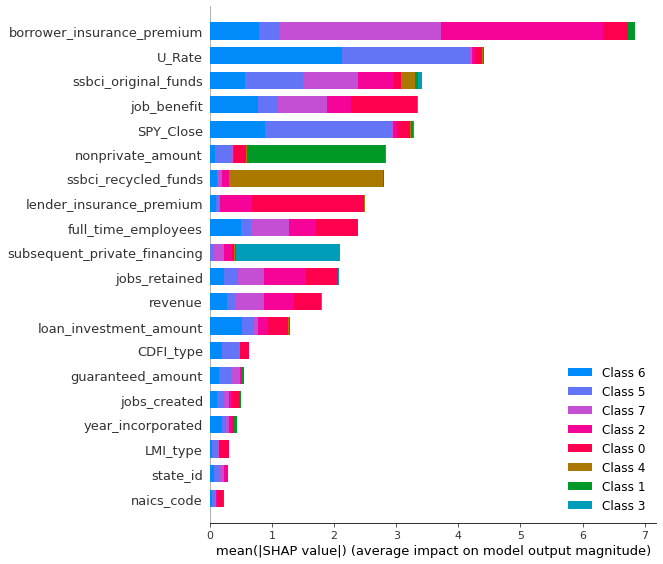 borrower_insurance_premium
U_Rate
ssbci_original_funds
job_benefit
SPY_Close
nonprivate_amount
ssbci_recycled_funds
lender_insurance_premium
full_time_employees
subsequent_private_financing
jobs_retained
revenue
loan_investment_amount
CDFI_type
guaranteed_amount
jobs_created
year_incorporated
LMI_type
state_id
naics_code
Class 6
Class 5
Class 7
Class 2
Class 0
Class 4
Class 1
Class 3
0 1 2 3 4 5 6 7
mean(|SHAP value|) (average impact on model output magnitude)